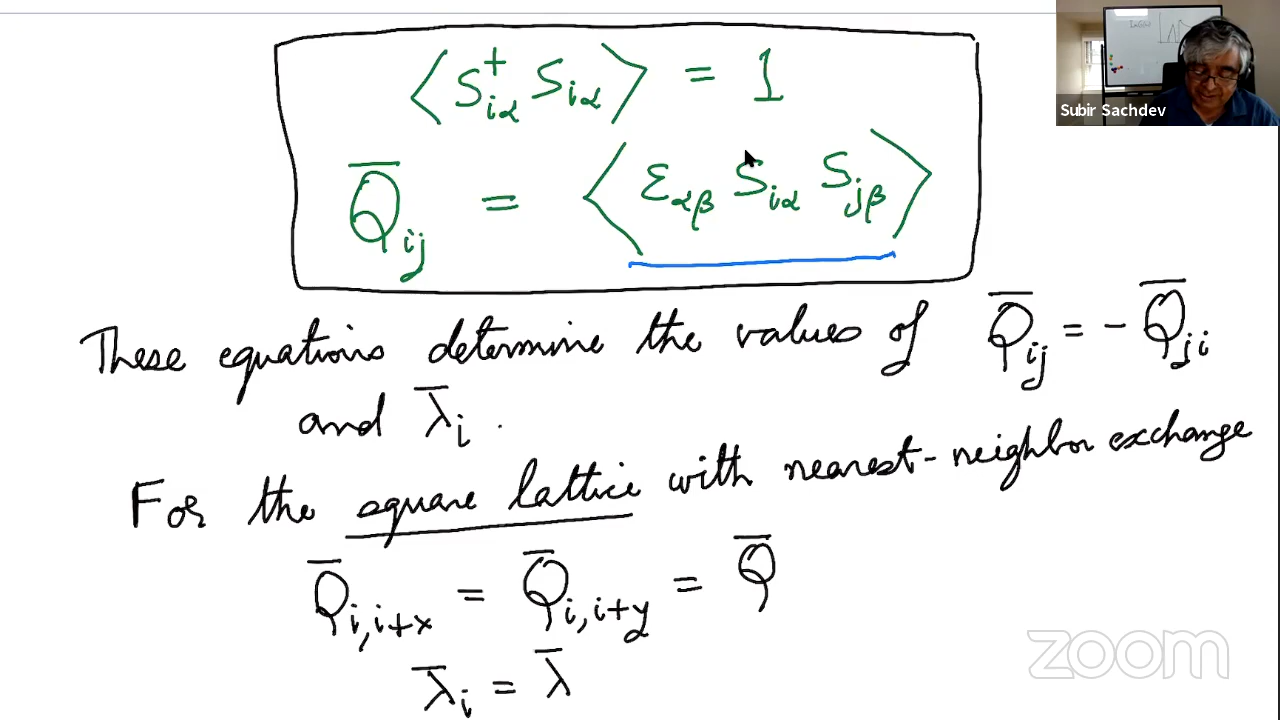 ⟨S†_{iα} S_{iα}⟩ = 1
Q̄_{ij} = ⟨ε_{αβ} S_{iα} S_{jβ}⟩
These equations determine the values of Q̄_{ij} = - Q̄_{ji}
and λ̄_i .
For the square lattice with nearest-neighbor exchange
Q̄_{i,i+x} = Q̄_{i,i+y} = Q̄
λ̄_i = λ̄
Subir Sachdev
zoom